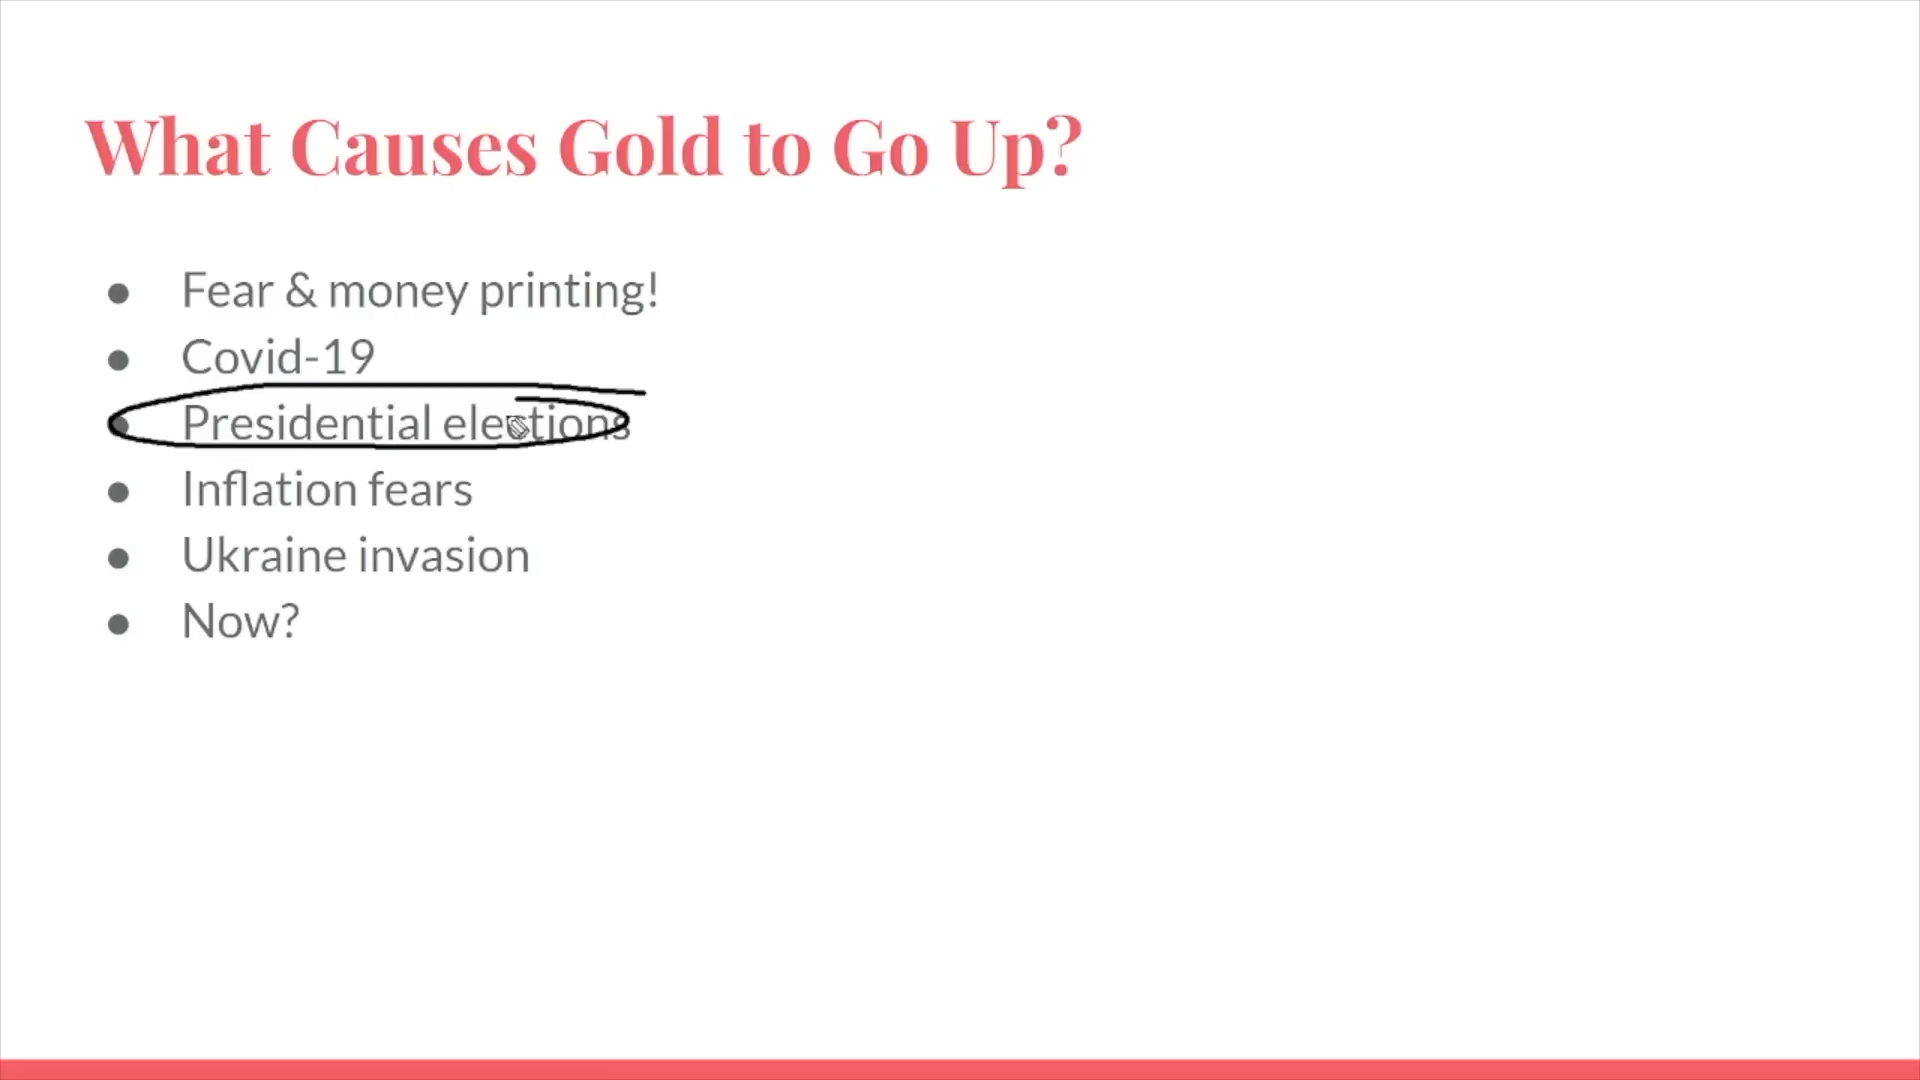 What Causes Gold to Go Up?
● Fear & money printing!
● Covid-19
● Presidential elections
● Inflation fears
● Ukraine invasion
● Now?